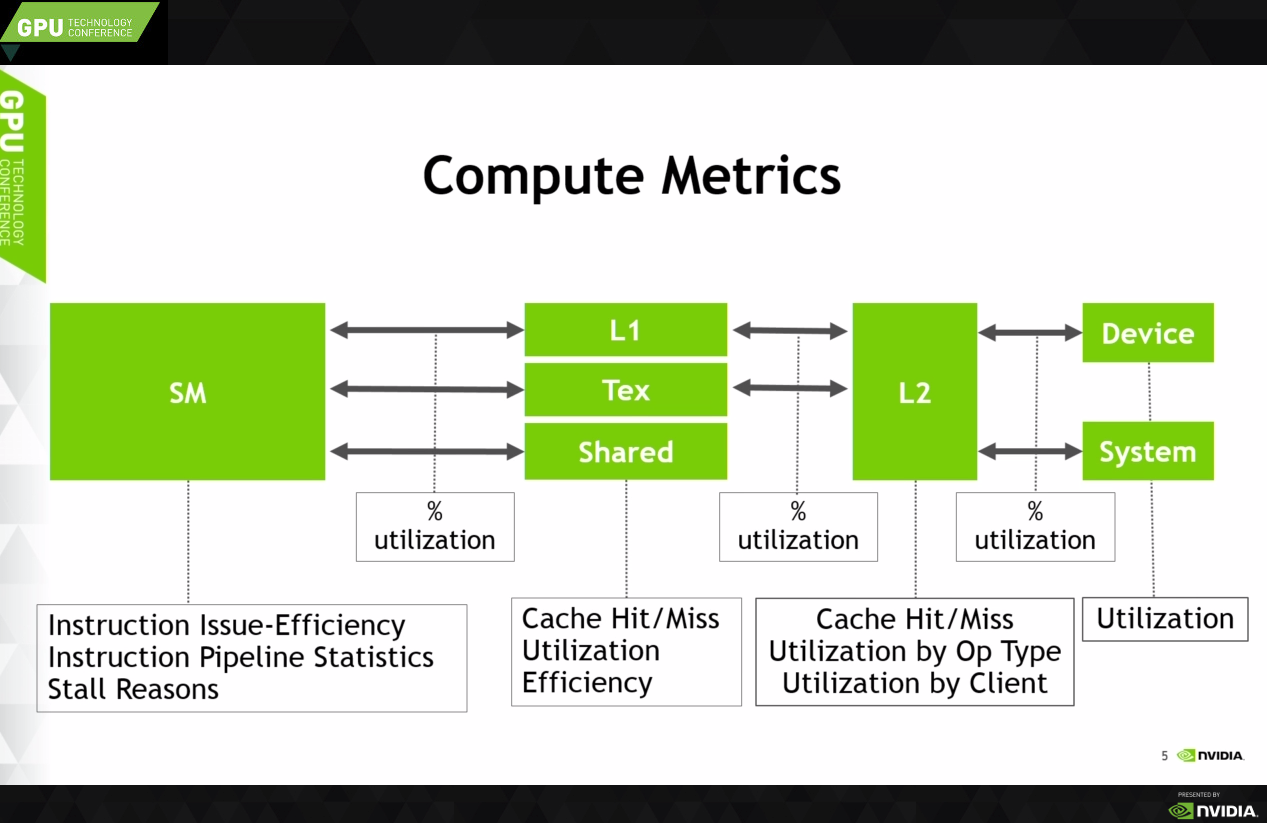 GPU TECHNOLOGY
CONFERENCE
GPU TECHNOLOGY
CONFERENCE
Compute Metrics
SM
L1
Tex
Shared
L2
Device
System
%
utilization
%
utilization
%
utilization
Instruction Issue-Efficiency
Instruction Pipeline Statistics
Stall Reasons
Cache Hit/Miss
Utilization
Efficiency
Cache Hit/Miss
Utilization by Op Type
Utilization by Client
Utilization
5 NVIDIA.
PRESENTED BY
NVIDIA.